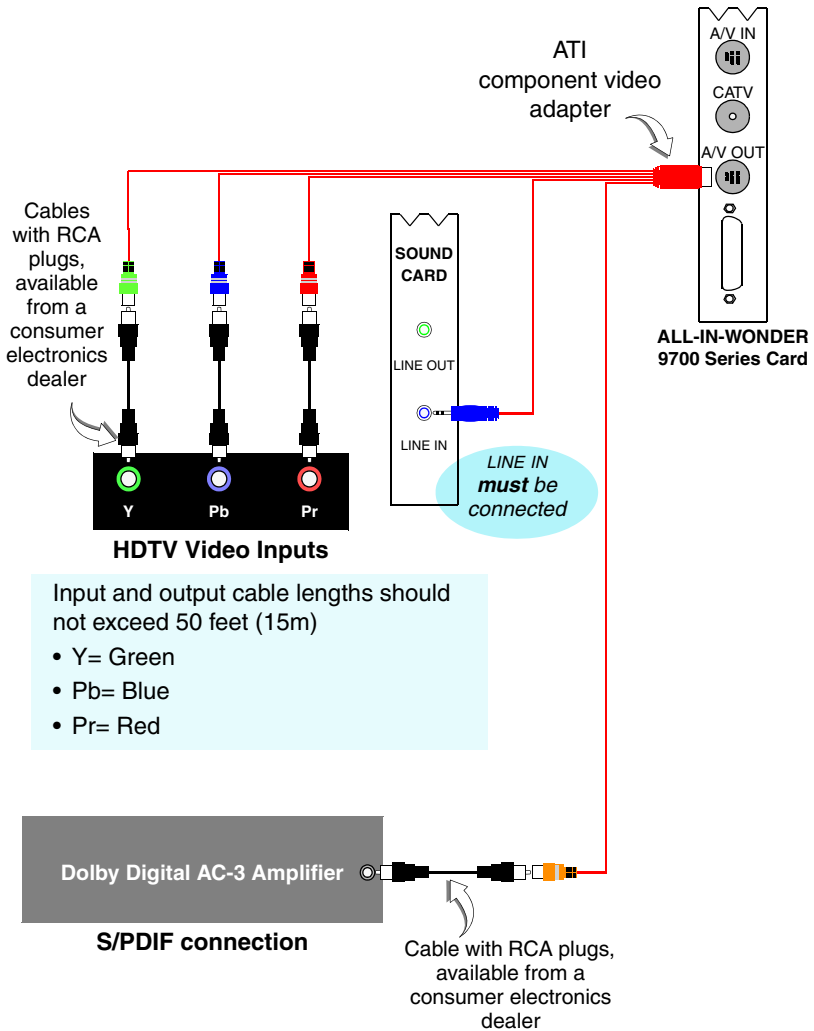 A/V IN
CATV
A/V OUT
ATI
component video
adapter
ALL-IN-WONDER
9700 Series Card
Cables
with RCA
plugs,
available
from a
consumer
electronics
dealer
SOUND
CARD
LINE OUT
LINE IN
LINE IN
must be
connected
Y
Pb
Pr
HDTV Video Inputs
Input and output cable lengths should
not exceed 50 feet (15m)
• Y= Green
• Pb= Blue
• Pr= Red
Dolby Digital AC-3 Amplifier
S/PDIF connection
Cable with RCA plugs,
available from a
consumer electronics
dealer